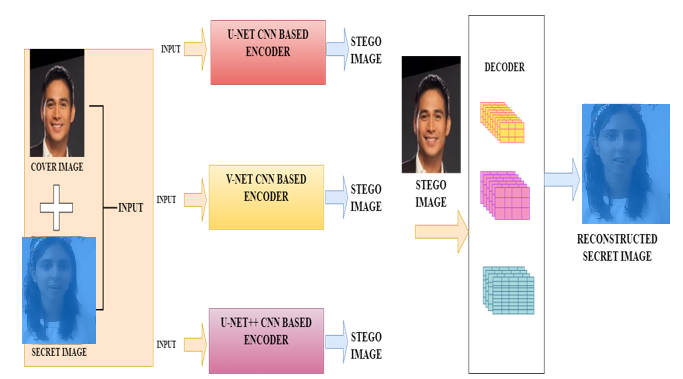 COVER IMAGE
SECRET IMAGE
INPUT
INPUT
U-NET CNN BASED
ENCODER
STEGO
IMAGE
INPUT
V-NET CNN BASED
ENCODER
STEGO
IMAGE
INPUT
U-NET++ CNN BASED
ENCODER
STEGO
IMAGE
STEGO
IMAGE
DECODER
RECONSTRUCTED
SECRET IMAGE